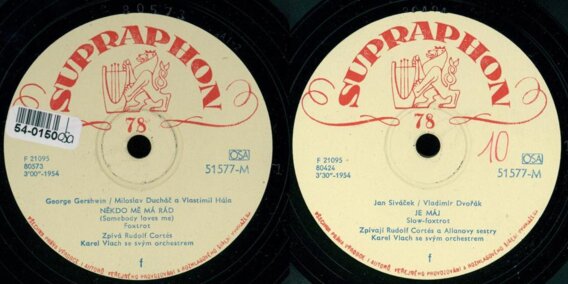 80573
SUPRAPHON
78
54-0150
F 21095
80573
3'00"-1954
OSA
51577-M
George Gershwin / Miloslav Ducháč a Vlastimil Hála
NĚKDO MĚ MÁ RÁD
(Somebody loves me)
Foxtrot
Zpívá Rudolf Cortés
Karel Vlach se svým orchestrem
f
SUPRAPHON
78
10
F 21095
80424
3'30"-1954
OSA
51577-M
Jan Siváček / Vladimír Dvořák
JE MÁJ
Slow-foxtrot
Zpívají Rudolf Cortés a Allanovy sestry
Karel Vlach se svým orchestrem
f